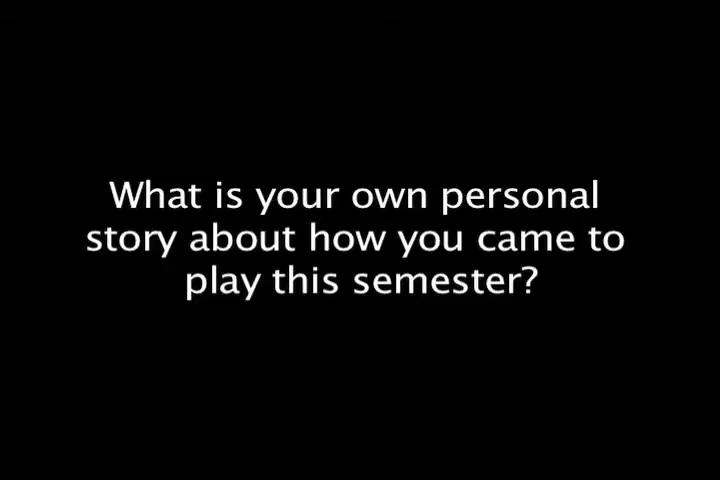 What is your own personal
story about how you came to
play this semester?